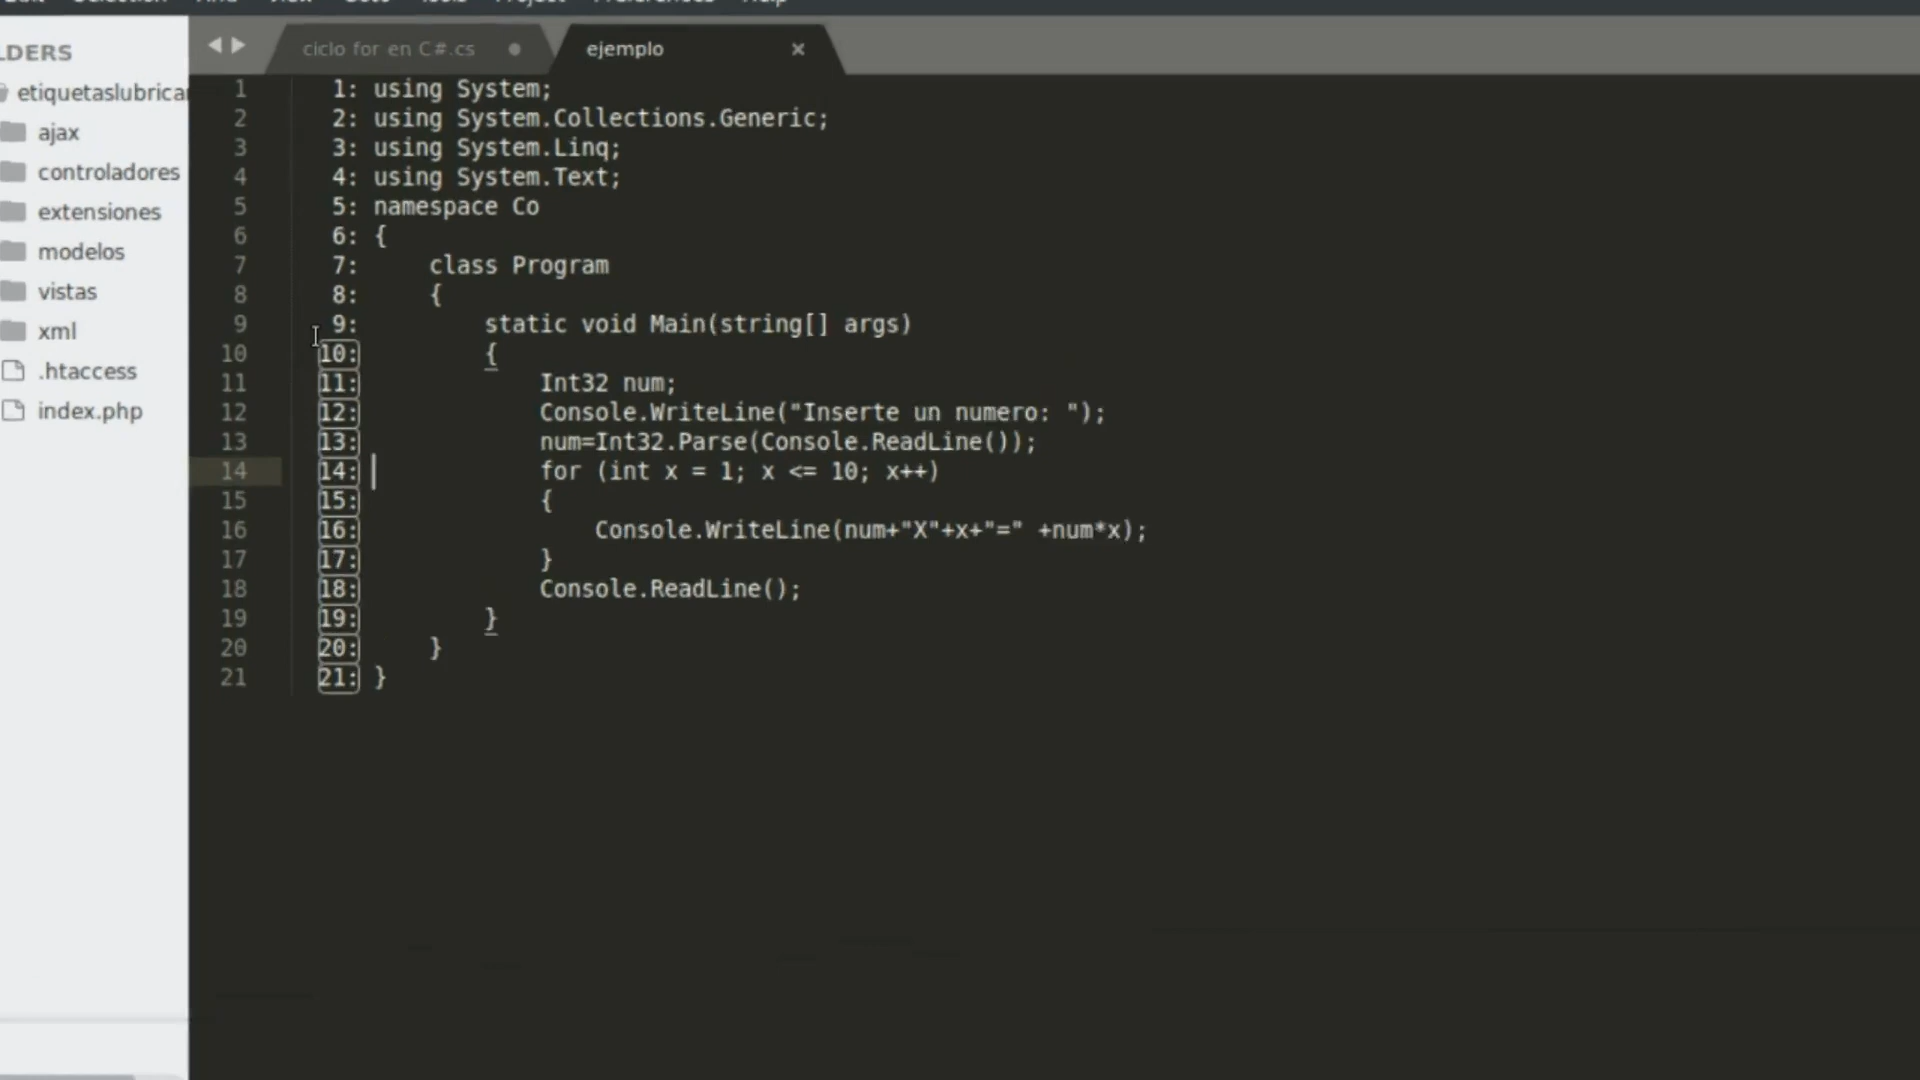 ciclo for en C#.cs
ejemplo
LDERS
etiquetaslubrica
ajax
controladores
extensiones
modelos
vistas
xml
.htaccess
index.php
1 1: using System;
2 2: using System.Collections.Generic;
3 3: using System.Linq;
4 4: using System.Text;
5 5: namespace Co
6 6: {
7 7: class Program
8 8: {
9 9: static void Main(string[] args)
10 10: {
11 11: Int32 num;
12 12: Console.WriteLine("Inserte un numero: ");
13 13: num=Int32.Parse(Console.ReadLine());
14 14: for (int x = 1; x <= 10; x++)
15 15: {
16 16: Console.WriteLine(num+"X"+x+"=" +num*x);
17 17: }
18 18: Console.ReadLine();
19 19: }
20 20: }
21 21: }